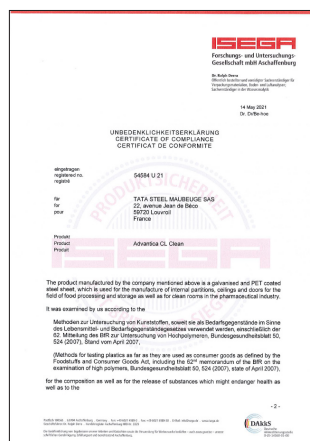 ISEGA
Forschungs- und Untersuchungs-
Gesellschaft mbH Aschaffenburg
Dr. Ralph Derra
14 May 2021
Dr. D/Be-hoc
UNBEDENKLICHKEITSERKLÄRUNG
CERTIFICATE OF COMPLIANCE
CERTIFICAT DE CONFORMITE
eingetragen
registered no.
registré
54584 U 21
für
for
pour
TATA STEEL MAUBEUGE SAS
22, avenue Jean de Béco
59720 Louvroil
France
PRODUKTSICHERHEIT
ISEGA
Produkt
Product
Produit
Advantica CL Clean
The product manufactured by the company mentioned above is a galvanised and PET coated
steel sheet, which is used for the manufacture of internal partitions, ceilings and doors for the
field of food processing and storage as well as for clean rooms in the pharmaceutical industry.
It was examined by us according to the
Methoden zur Untersuchung von Kunststoffen, soweit sie als Bedarfsgegenstände im Sinne
des Lebensmittel- und Bedarfsgegenständegesetzes verwendet werden, einschließlich der
62. Mitteilung des BfR zur Untersuchung von Hochpolymeren, Bundesgesundheitsblatt 50,
524 (2007), Stand vom April 2007,
(Methods for testing plastics as far as they are used as consumer goods as defined by the
Foodstuffs and Consumer Goods Act, including the 62nd memorandum of the BfR on the
examination of high polymers, Bundesgesundheitsblatt 50, 524 (2007), state of April 2007),
for the composition as well as for the release of substances which might endanger health as
well as to the
- 2 -
DAkkS